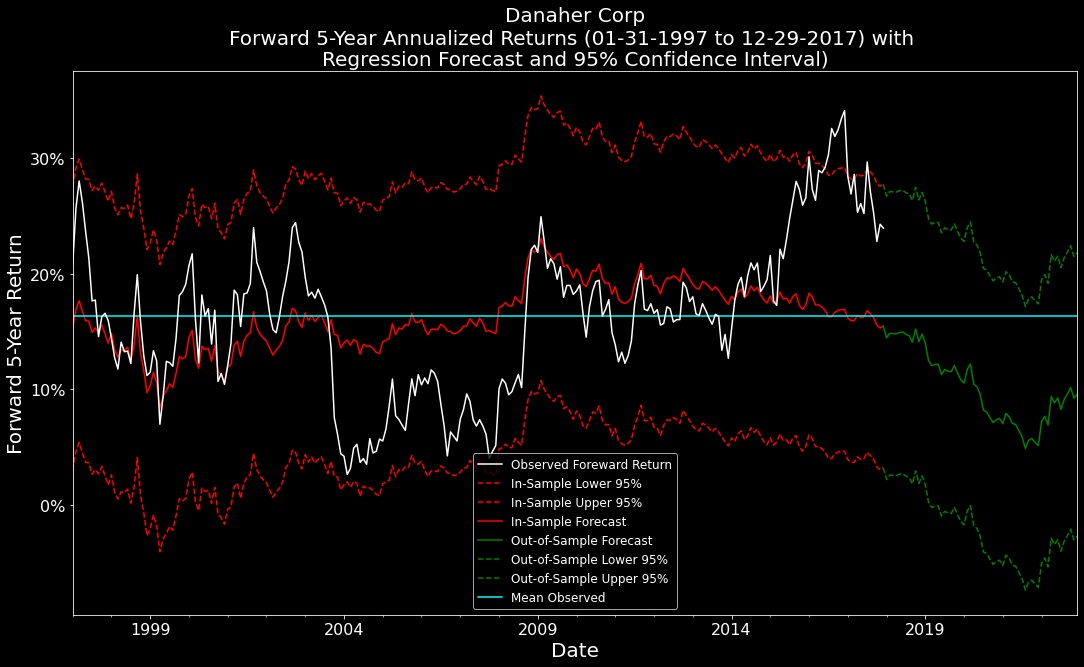 Danaher Corp
Forward 5-Year Annualized Returns (01-31-1997 to 12-29-2017) with
Regression Forecast and 95% Confidence Interval)
Forward 5-Year Return
30%
20%
10%
0%
Observed Foreward Return
In-Sample Lower 95%
In-Sample Upper 95%
In-Sample Forecast
Out-of-Sample Forecast
Out-of-Sample Lower 95%
Out-of-Sample Upper 95%
Mean Observed
1999
2004
2009
2014
2019
Date